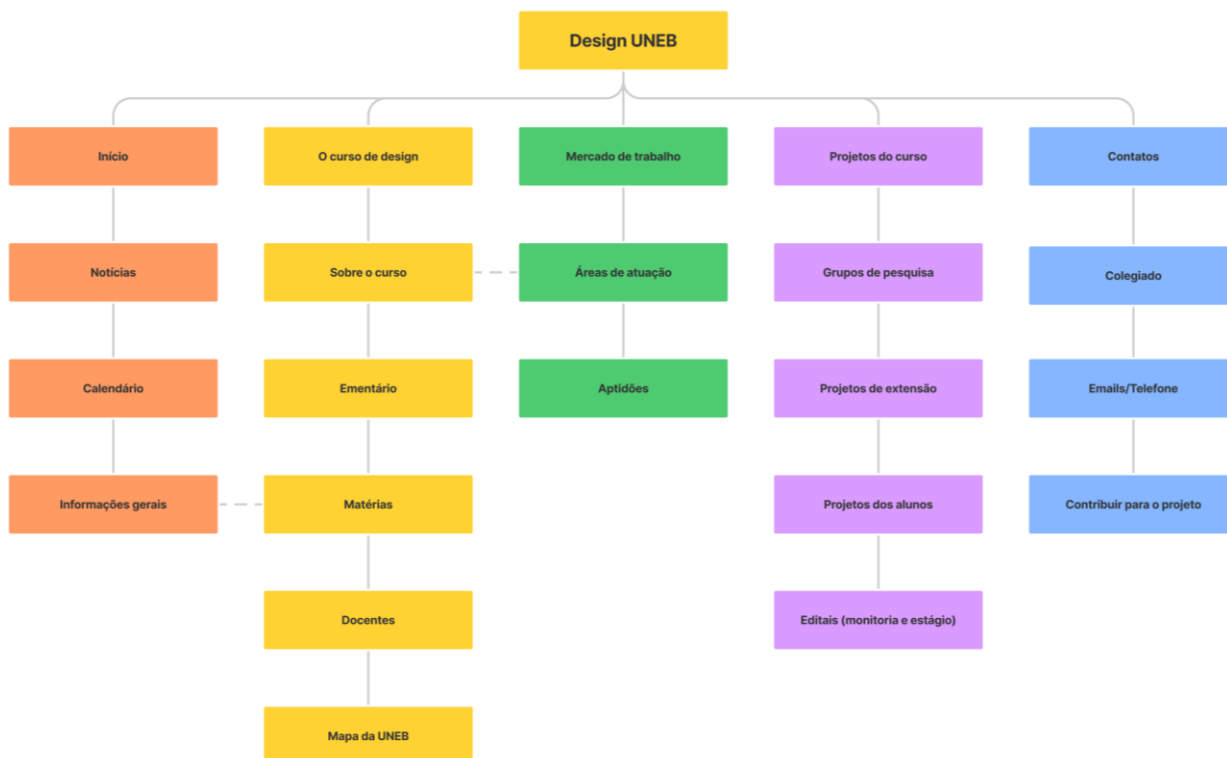 Design UNEB
Início
O curso de design
Mercado de trabalho
Projetos do curso
Contatos
Notícias
Sobre o curso
Áreas de atuação
Grupos de pesquisa
Colegiado
Calendário
Ementário
Aptidões
Projetos de extensão
Emails/Telefone
Informações gerais
Matérias
Projetos dos alunos
Contribuir para o projeto
Docentes
Editais (monitoria e estágio)
Mapa da UNEB